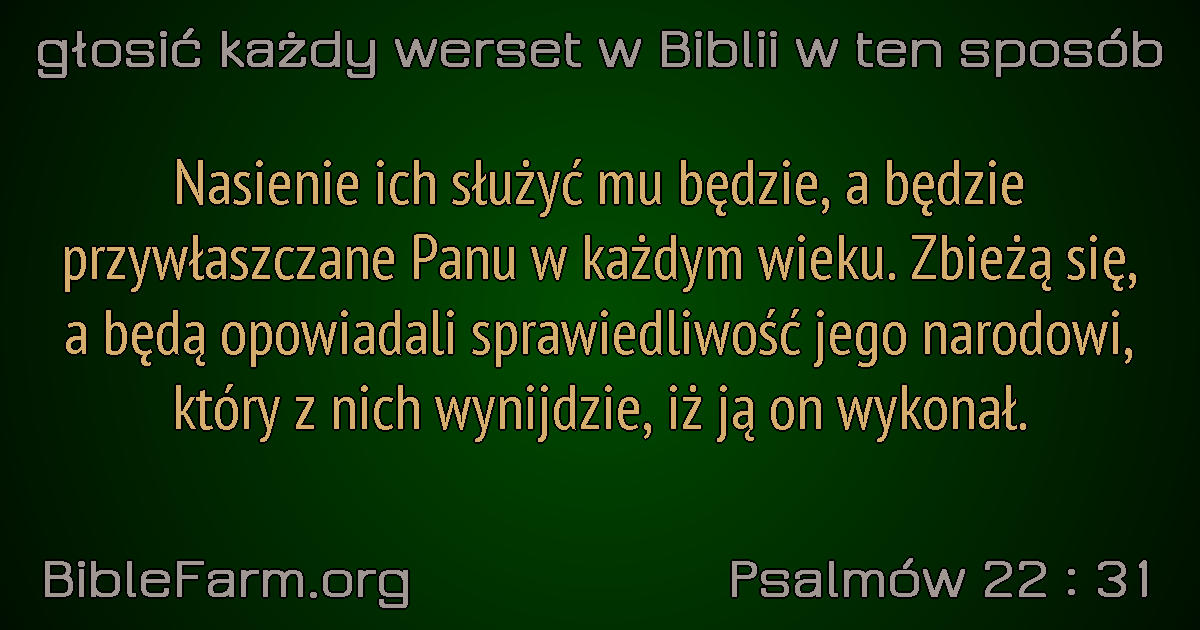 głosić każdy werset w Biblii w ten sposób
Nasienie ich służyć mu będzie, a będzie
przywłaszczane Panu w każdym wieku. Zbieżą się,
a będą opowiadali sprawiedliwość jego narodowi,
który z nich wynijdzie, iż ją on wykonał.
BibleFarm.org
Psalmów 22 : 31